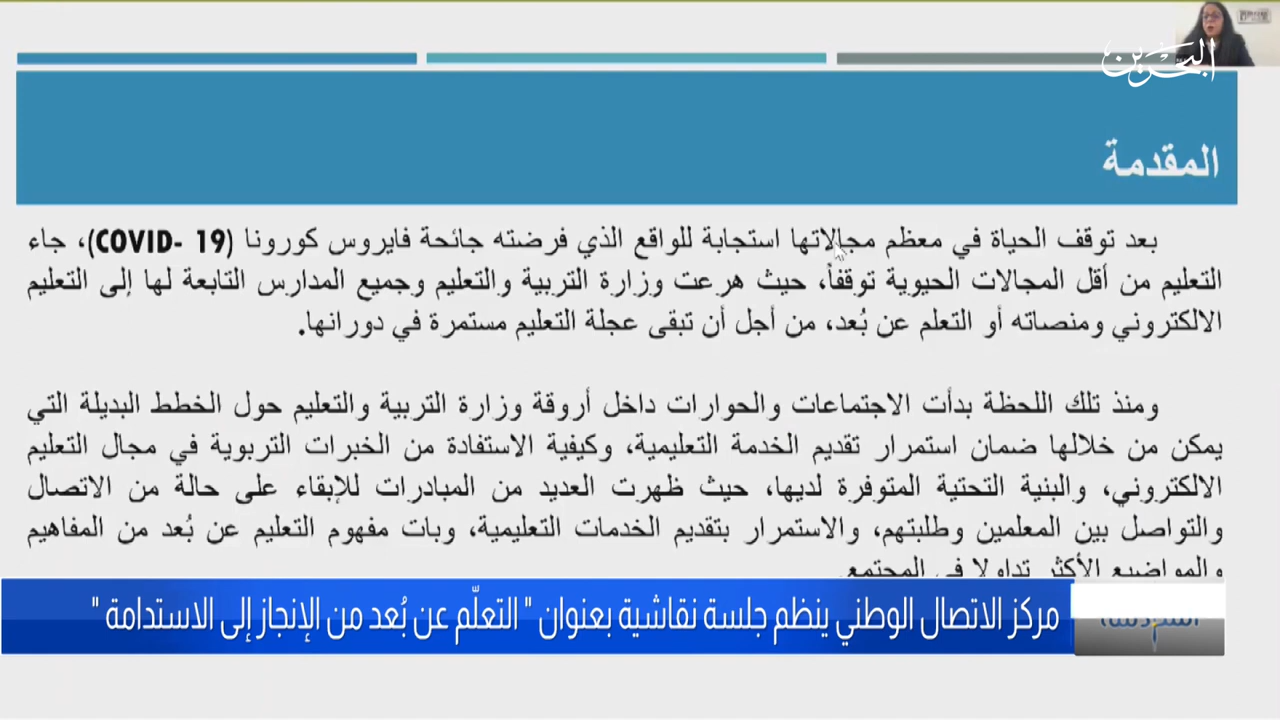 البحرين
المقدمة
بعد توقف الحياة في معظم مجالاتها استجابة للواقع الذي فرضته جائحة فايروس كورونا (COVID- 19)، جاء
التعليم من أقل المجالات الحيوية توقفاً، حيث هرعت وزارة التربية والتعليم وجميع المدارس التابعة لها إلى التعليم
الالكتروني ومنصاته أو التعلم عن بُعد، من أجل أن تبقى عجلة التعليم مستمرة في دورانها.
ومنذ تلك اللحظة بدأت الاجتماعات والحوارات داخل أروقة وزارة التربية والتعليم حول الخطط البديلة التي
يمكن من خلالها ضمان استمرار تقديم الخدمة التعليمية، وكيفية الاستفادة من الخبرات التربوية في مجال التعليم
الالكتروني، والبنية التحتية المتوفرة لديها، حيث ظهرت العديد من المبادرات للإبقاء على حالة من الاتصال
والتواصل بين المعلمين وطلبتهم، والاستمرار بتقديم الخدمات التعليمية، وبات مفهوم التعليم عن بُعد من المفاهيم
والمواضيع الأكثر تداولا في المجتمع.
مركز الاتصال الوطني ينظم جلسة نقاشية بعنوان " التعلّم عن بُعد من الإنجاز إلى الاستدامة "